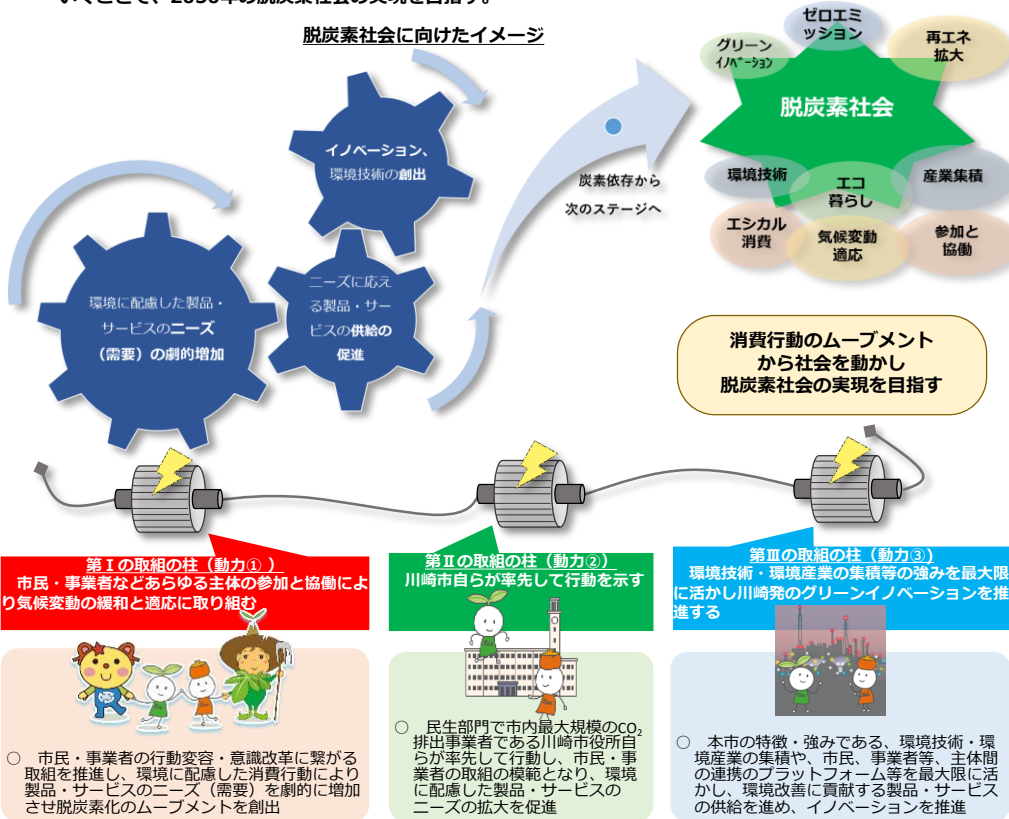 いくことで、2050年の脱炭素社会の実現を目指す。
脱炭素社会に向けたイメージ
イノベーション、
環境技術の創出
環境に配慮した製品・
サービスのニーズ
（需要）の劇的増加
ニーズに応え
る製品・サー
ビスの供給の
促進
炭素依存から
次のステージへ
ゼロエミ
ッション
グリーン
イノベーション
再エネ
拡大
脱炭素社会
環境技術
エコ
暮らし
産業集積
エシカル
消費
気候変動
適応
参加と
協働
消費行動のムーブメント
から社会を動かし
脱炭素社会の実現を目指す
第Ⅰの取組の柱（動力① ）
市民・事業者などあらゆる主体の参加と協働によ
り気候変動の緩和と適応に取り組む
○ 市民・事業者の行動変容・意識改革に繋がる
取組を推進し、環境に配慮した消費行動により
製品・サービスのニーズ（需要）を劇的に増加
させ脱炭素化のムーブメントを創出
第Ⅱの取組の柱（動力②）
川崎市自らが率先して行動を示す
○ 民生部門で市内最大規模のCO₂
排出事業者である川崎市役所自
らが率先して行動し、市民・事
業者の取組の模範となり、環境
に配慮した製品・サービスの
ニーズの拡大を促進
第Ⅲの取組の柱（動力③)
環境技術・環境産業の集積等の強みを最大限
に活かし川崎発のグリーンイノベーションを推
進する
○ 本市の特徴・強みである、環境技術・環
境産業の集積や、市民、事業者等、主体間
の連携のプラットフォーム等を最大限に活
かし、環境改善に貢献する製品・サービス
の供給を進め、イノベーションを推進